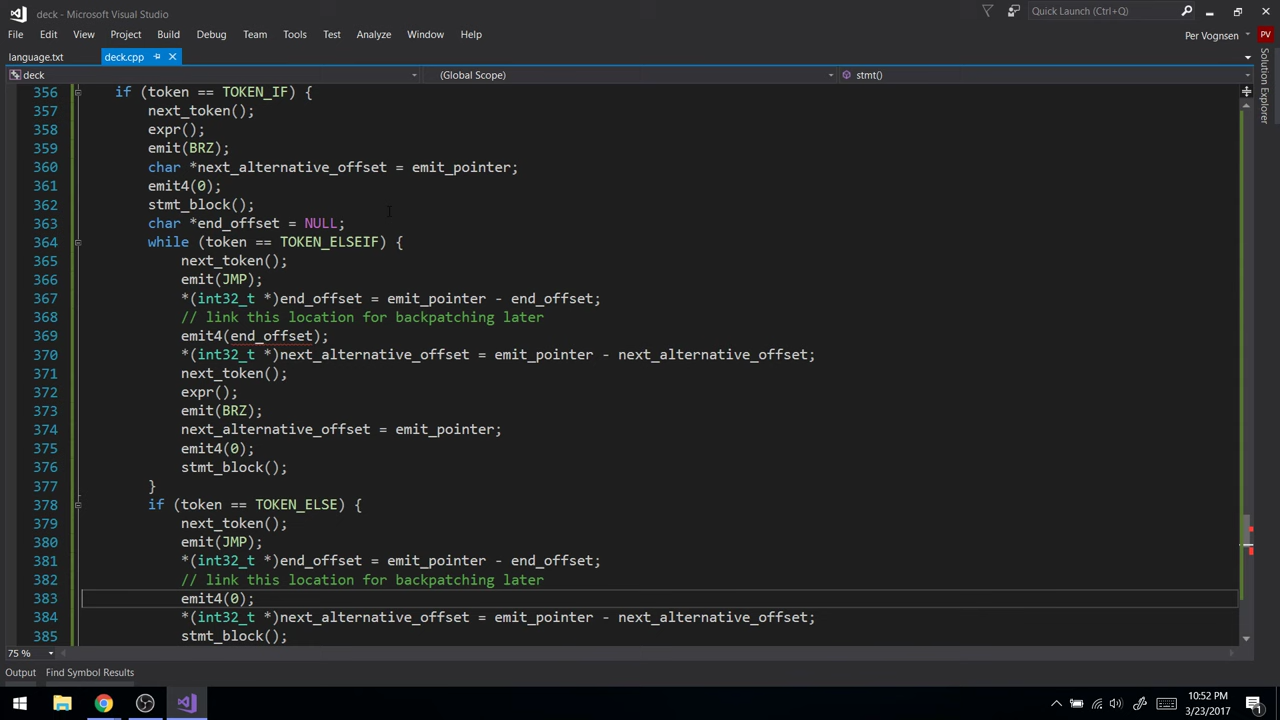 deck - Microsoft Visual Studio
Quick Launch (Ctrl+Q)
File Edit View Project Build Debug Team Tools Test Analyze Window Help
Per Vognsen PV
language.txt deck.cpp
deck (Global Scope) stmt()
Solution Explorer
356 if (token == TOKEN_IF) {
357 next_token();
358 expr();
359 emit(BRZ);
360 char *next_alternative_offset = emit_pointer;
361 emit4(0);
362 stmt_block();
363 char *end_offset = NULL;
364 while (token == TOKEN_ELSEIF) {
365 next_token();
366 emit(JMP);
367 *(int32_t *)end_offset = emit_pointer - end_offset;
368 // link this location for backpatching later
369 emit4(end_offset);
370 *(int32_t *)next_alternative_offset = emit_pointer - next_alternative_offset;
371 next_token();
372 expr();
373 emit(BRZ);
374 next_alternative_offset = emit_pointer;
375 emit4(0);
376 stmt_block();
377 }
378 if (token == TOKEN_ELSE) {
379 next_token();
380 emit(JMP);
381 *(int32_t *)end_offset = emit_pointer - end_offset;
382 // link this location for backpatching later
383 emit4(0);
384 *(int32_t *)next_alternative_offset = emit_pointer - next_alternative_offset;
385 stmt_block();
75 %
Output Find Symbol Results
10:52 PM
3/23/2017
1